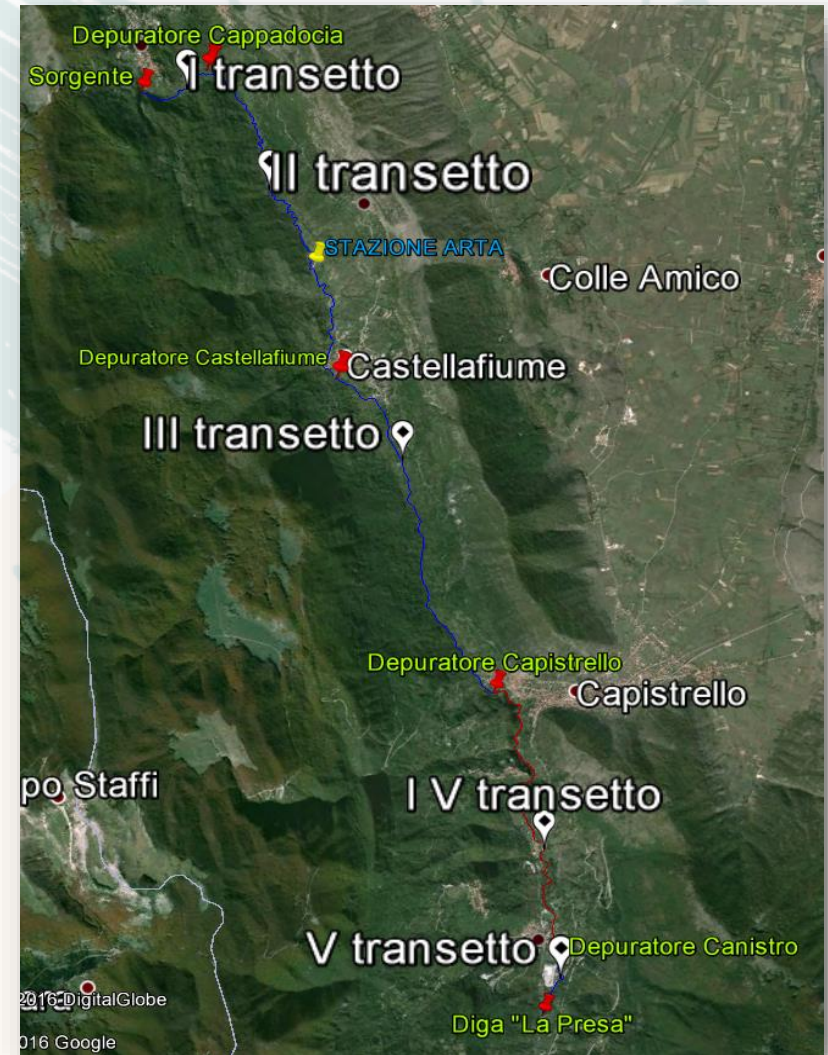 Depuratore Cappadocia
Sorgente
I transetto
II transetto
STAZIONE ARTA
Colle Amico
Depuratore Castellafiume
Castellafiume
III transetto
Depuratore Capistrello
Capistrello
po Staffi
I V transetto
V transetto
Depuratore Canistro
2016 DigitalGlobe
Diga "La Presa"
016 Google